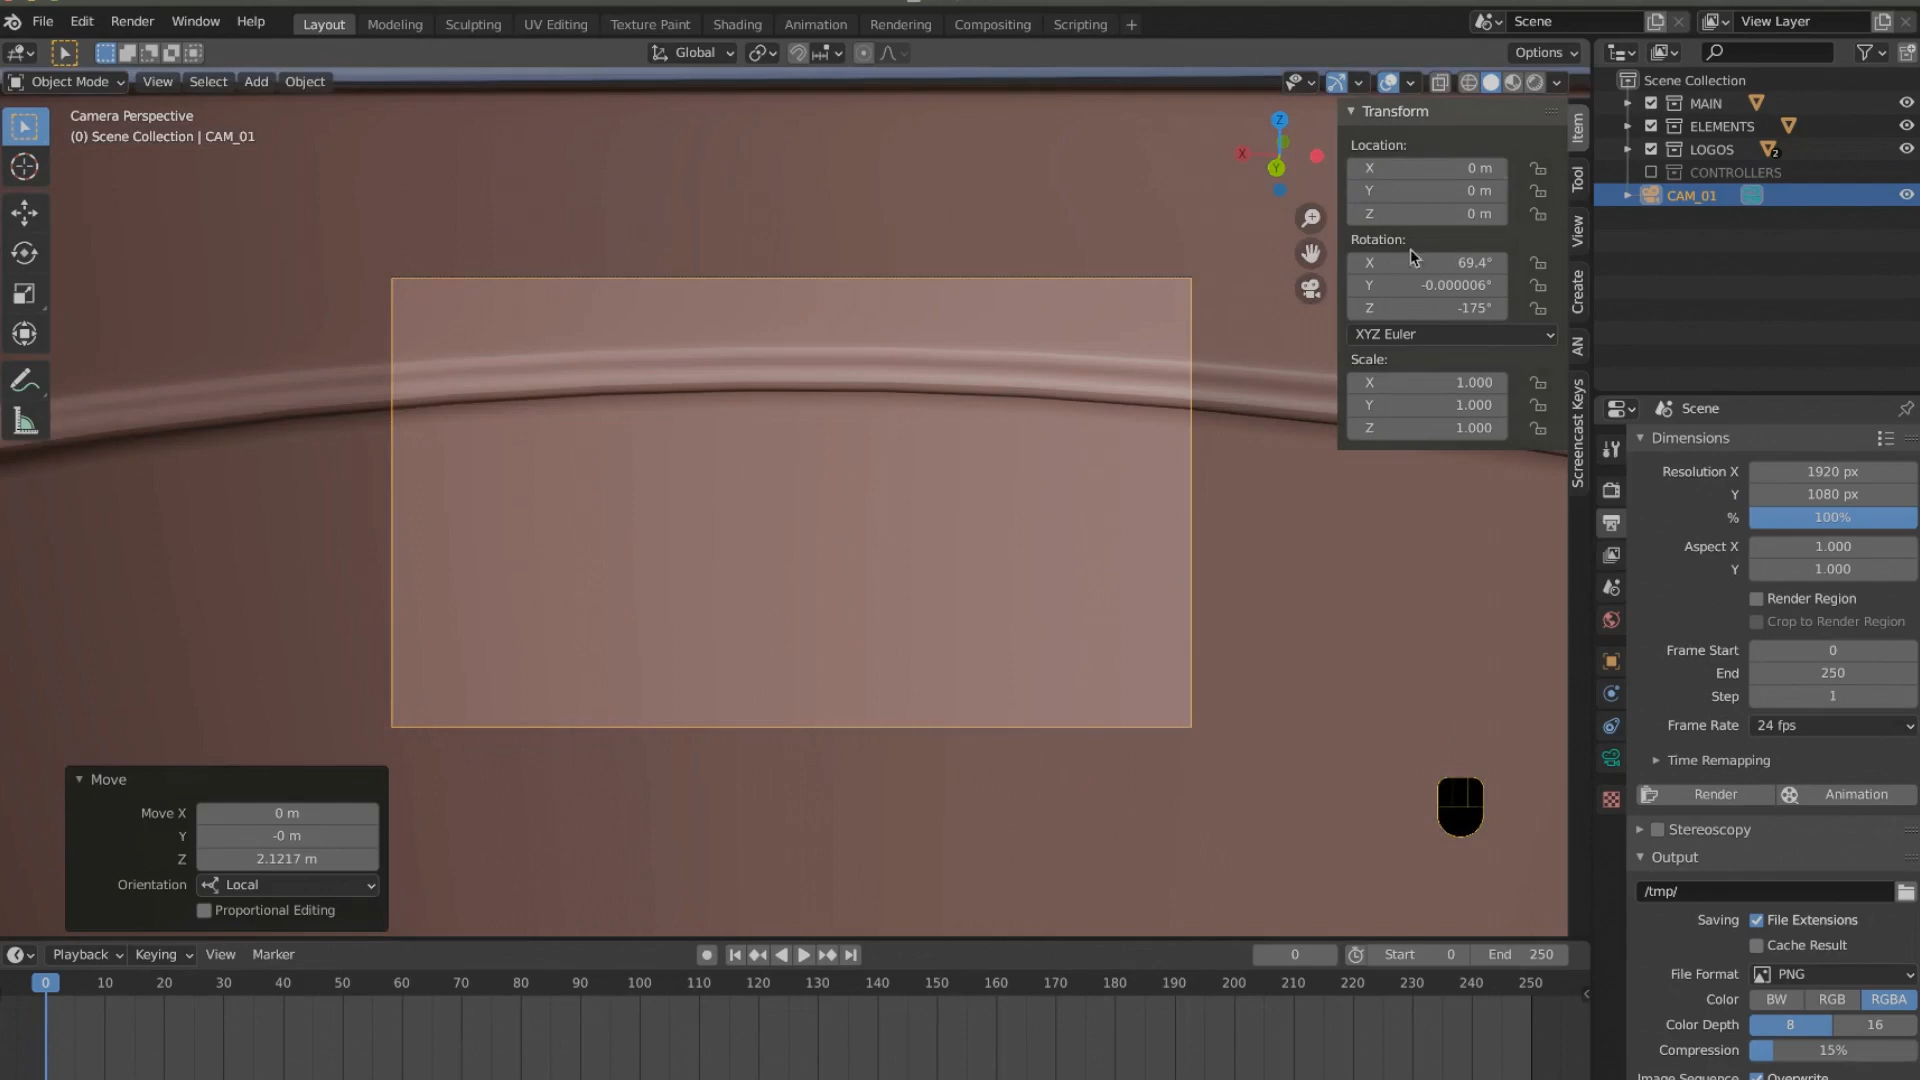 File Edit Render Window Help Layout Modeling Sculpting UV Editing Texture Paint Shading Animation Rendering Compositing Scripting + Scene View Layer
Global Options
Object Mode View Select Add Object
Camera Perspective
(0) Scene Collection | CAM_01
Z
X
Y
Transform
Location:
X 0 m
Y 0 m
Z 0 m
Rotation:
X 69.4°
Y -0.000006°
Z -175°
XYZ Euler
Scale:
X 1.000
Y 1.000
Z 1.000
Item
Tool
View
Create
AN
Screencast Keys
Scene Collection
MAIN
ELEMENTS
LOGOS 2
CONTROLLERS
CAM_01
Scene
Dimensions
Resolution X 1920 px
Y 1080 px
% 100%
Aspect X 1.000
Y 1.000
Render Region
Crop to Render Region
Frame Start 0
End 250
Step 1
Frame Rate 24 fps
Time Remapping
Render Animation
Stereoscopy
Output
/tmp/
Saving File Extensions
Cache Result
File Format PNG
Color BW RGB RGBA
Color Depth 8 16
Compression 15%
Image Sequence Overwrite
Move
Move X 0 m
Y -0 m
Z 2.1217 m
Orientation Local
Proportional Editing
Playback Keying View Marker 0 Start 0 End 250
0 10 20 30 40 50 60 70 80 90 100 110 120 130 140 150 160 170 180 190 200 210 220 230 240 250